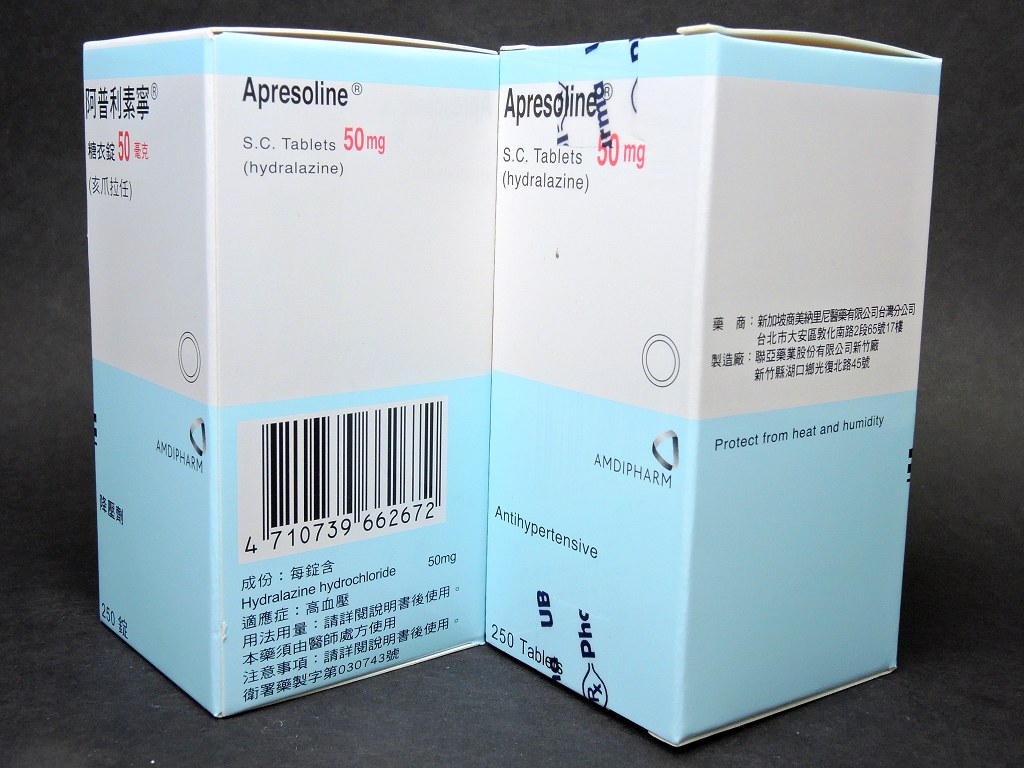 阿普利素寧®
糖衣錠 50 毫克
(亥爪拉任)
AMDIPHARM
降壓劑
250 錠
Apresoline®
S.C. Tablets 50mg
(hydralazine)
4 710739 662672
成份：每錠含
Hydralazine hydrochloride 50mg
適應症：高血壓
用法用量：請詳閱說明書後使用。
本藥須由醫師處方使用
注意事項：請詳閱說明書後使用。
衛署藥製字第030743號
Apresoline®
S.C. Tablets 50mg
(hydralazine)
AMDIPHARM
Antihypertensive
250 Tablets
UB
Rx Pho
藥 商：新加坡商美納里尼醫藥有限公司台灣分公司
台北市大安區敦化南路2段65號17樓
製造廠：聯亞藥業股份有限公司新竹廠
新竹縣湖口鄉光復北路45號
Protect from heat and humidity